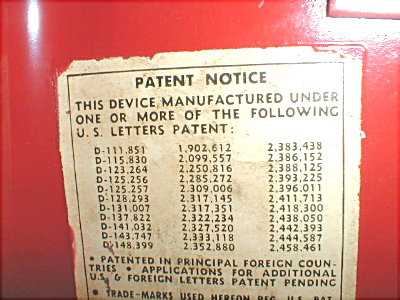 PATENT NOTICE
THIS DEVICE MANUFACTURED UNDER
ONE OR MORE OF THE FOLLOWING
U.S. LETTERS PATENT:
D-111.851 1,902,612 2,383,438
D-115.830 2,099,557 2,386,152
D-123.264 2,250,816 2,388,125
D-125.256 2,285,272 2,393,225
D-125.257 2,309,006 2,396,011
D-128.293 2,317,145 2,411,713
D-131.007 2,317,351 2,418,300
D-137.822 2,322,234 2,438,050
D-141.032 2,327,520 2,442,393
D-143.747 2,333,118 2,444,587
D-148.399 2,352,880 2,458,461
• PATENTED IN PRINCIPAL FOREIGN COUN-
TRIES • APPLICATIONS FOR ADDITIONAL
U.S. & FOREIGN LETTERS PATENT PENDING
• TRADE-MARKS USED HEREON REG. U.S. PAT.